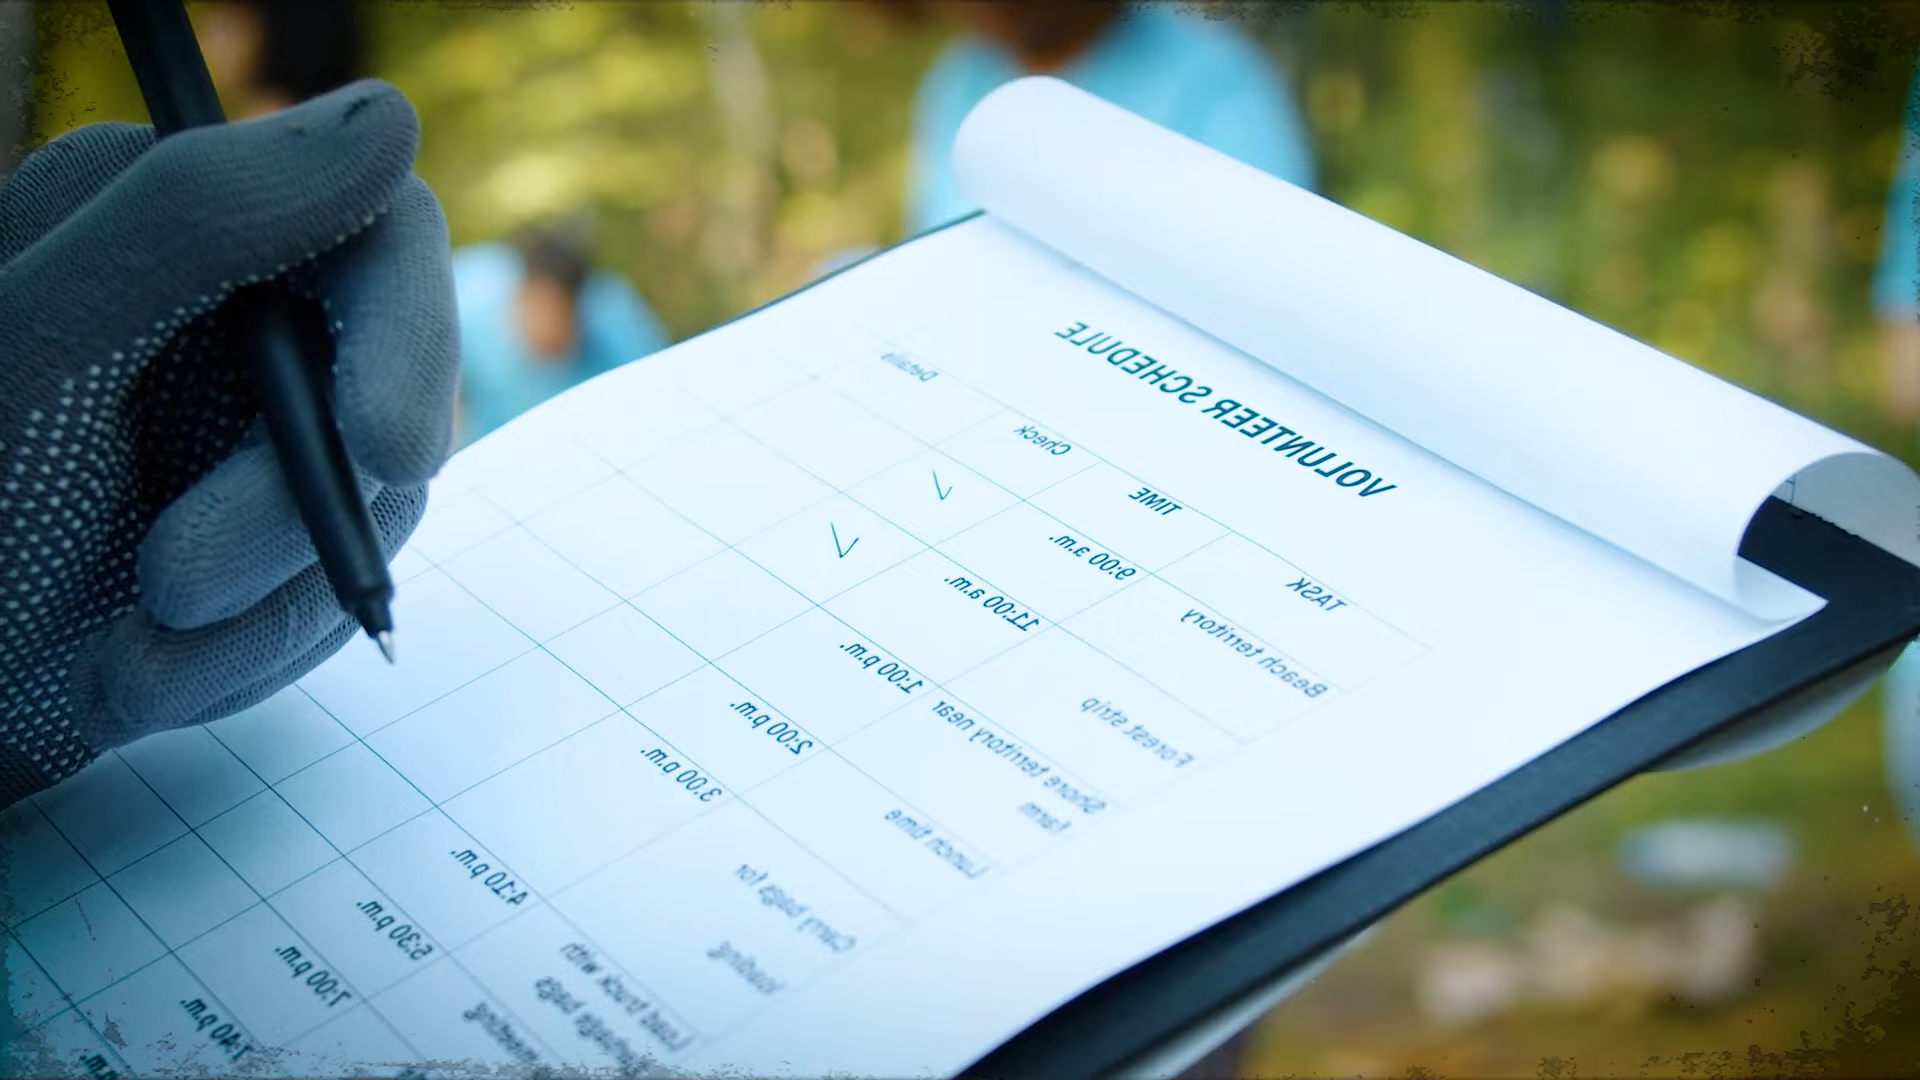 VOLUNTEER SCHEDULE
TASK TIME Check Details
Beach territory 9:00 a.m.
Forest strip 11:00 a.m.
Shore territory near
farm 1:00 p.m.
Lunch time 2:00 p.m.
Carry bags for
loading 3:00 p.m.
Load truck with
garbage bags 4:10 p.m.
5:30 p.m.
7:00 p.m.
7:40 p.m.